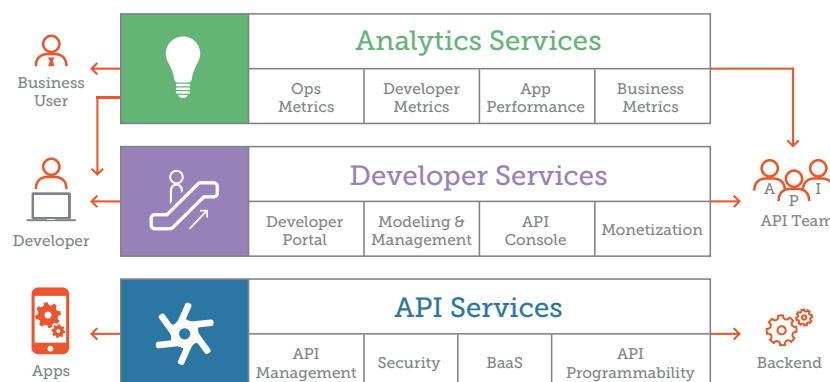 Analytics Services
Business
User
Ops
Metrics
Developer
Metrics
App
Performance
Business
Metrics
Developer Services
Developer
Developer
Portal
Modeling &
Management
API
Console
Monetization
A P I
API Team
API Services
Apps
API
Management
Security
BaaS
API
Programmability
Backend